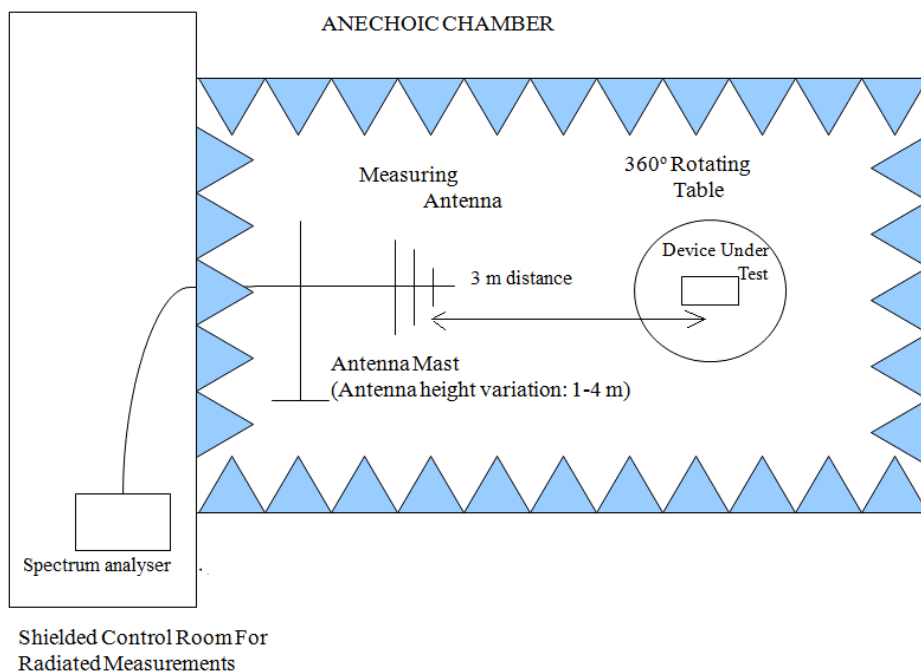 ANECHOIC CHAMBER
360º Rotating
Table
Measuring
Antenna
Device Under
Test
3 m distance
Antenna Mast
(Antenna height variation: 1-4 m)
Spectrum analyser
Shielded Control Room For
Radiated Measurements